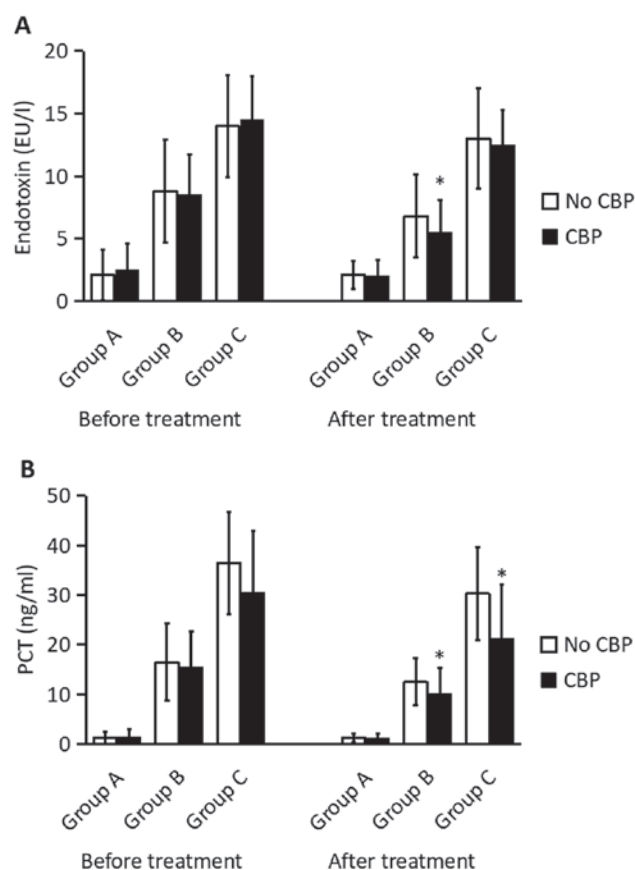 A
20
15
10
5
0
Endotoxin (EU/l)
*
No CBP
CBP
Group A
Group B
Group C
Group A
Group B
Group C
Before treatment
After treatment
B
50
40
30
20
10
0
PCT (ng/ml)
*
*
No CBP
CBP
Group A
Group B
Group C
Group A
Group B
Group C
Before treatment
After treatment